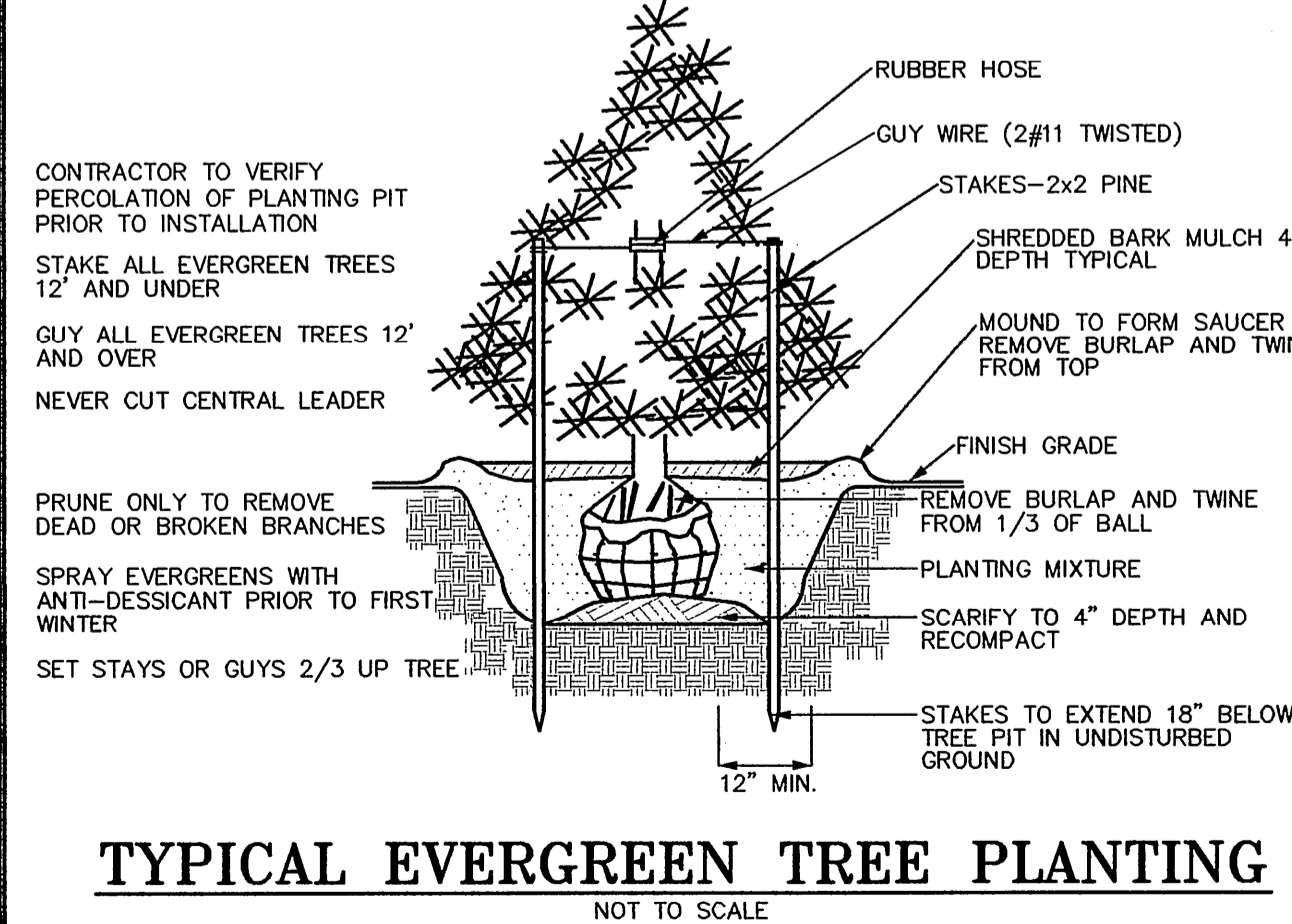 CONTRACTOR TO VERIFY
PERCOLATION OF PLANTING PIT
PRIOR TO INSTALLATION
STAKE ALL EVERGREEN TREES
12' AND UNDER
GUY ALL EVERGREEN TREES 12'
AND OVER
NEVER CUT CENTRAL LEADER
PRUNE ONLY TO REMOVE
DEAD OR BROKEN BRANCHES
SPRAY EVERGREENS WITH
ANTI-DESSICANT PRIOR TO FIRST
WINTER
SET STAYS OR GUYS 2/3 UP TREE
RUBBER HOSE
GUY WIRE (2#11 TWISTED)
STAKES-2x2 PINE
SHREDDED BARK MULCH 4
DEPTH TYPICAL
MOUND TO FORM SAUCER
REMOVE BURLAP AND
FROM TOP
FINISH GRADE
REMOVE BURLAP AND TWINE
FROM 1/3 OF BALL
PLANTING MIXTURE
SCARIFY TO 4" DEPTH AND
RECOMPACT
STAKES TO EXTEND 18" BELOW
TREE PIT IN UNDISTURBED
GROUND
12" MIN.
TYPICAL EVERGREEN TREE PLANTING
NOT TO SCALE